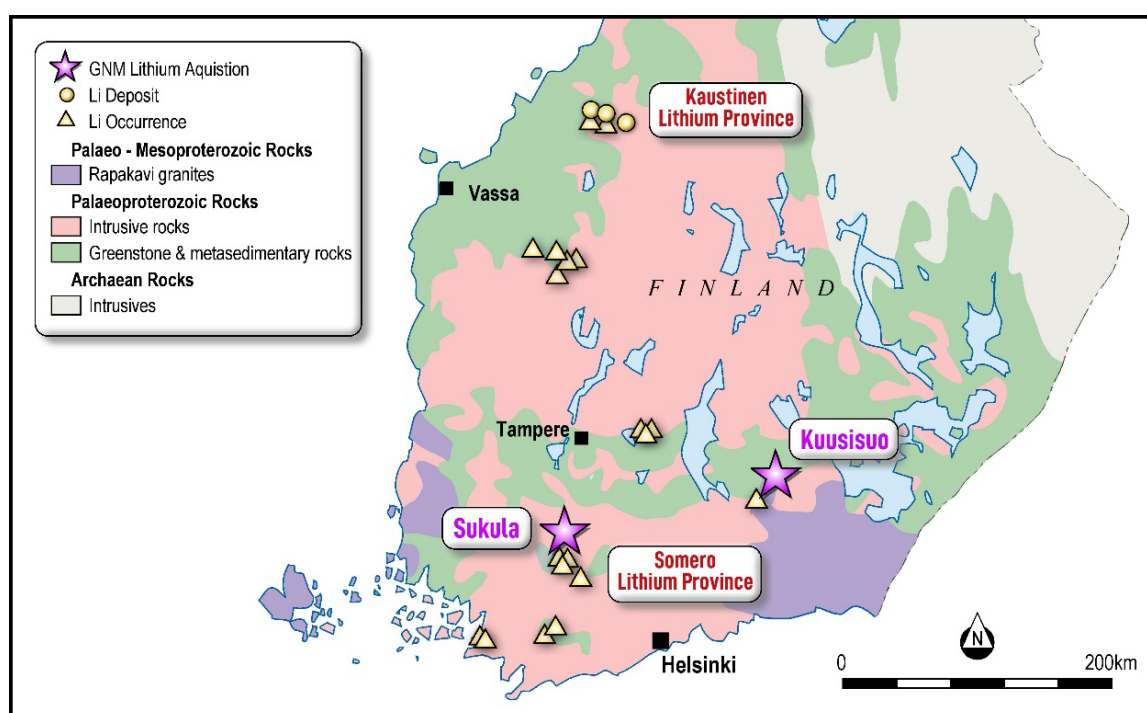 GNM Lithium Aquistion
Li Deposit
Li Occurrence
Palaeo - Mesoproterozoic Rocks
Rapakavi granites
Palaeoproterozoic Rocks
Intrusive rocks
Greenstone & metasedimentary rocks
Archaean Rocks
Intrusives
Kaustinen
Lithium Province
Vassa
FINLAND
Tampere
Kuusisuo
Sukula
Somero
Lithium Province
Helsinki
N
0
200km